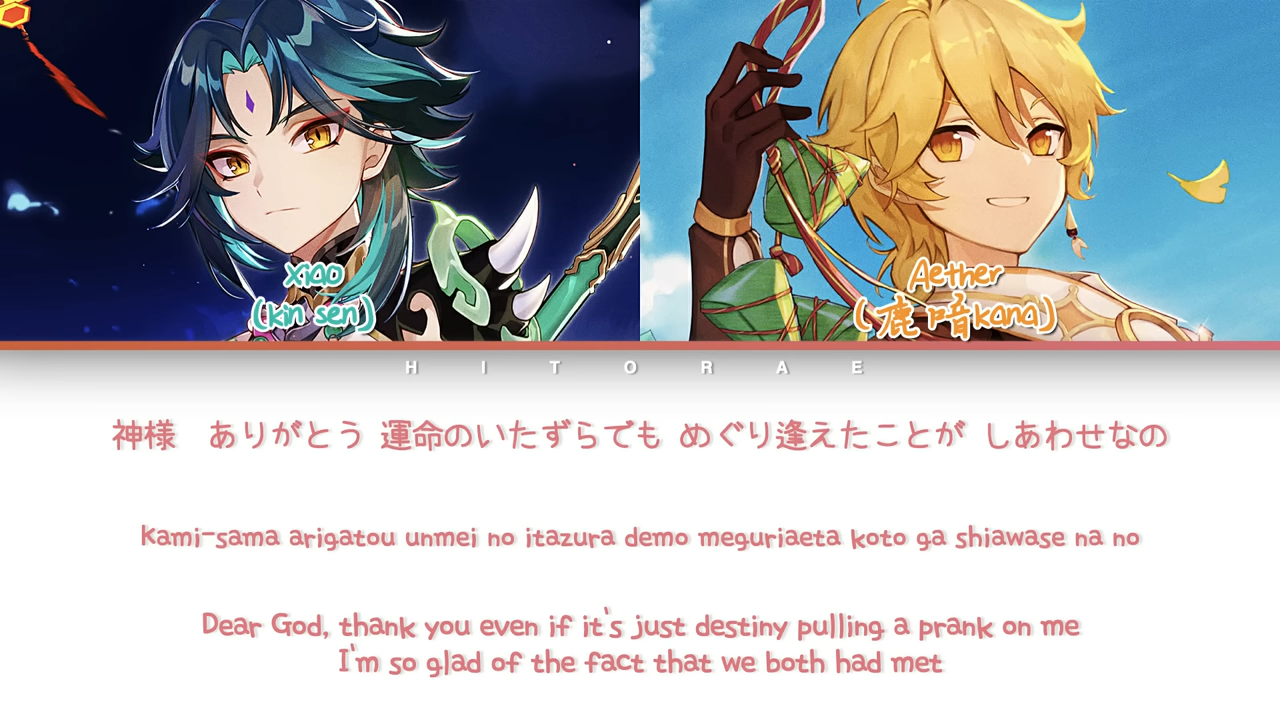 xiao
(kin sen)
Aether
(鹿 喑kana)
H I T O R A E
神様　ありがとう 運命のいたずらでも めぐり逢えたことが しあわせなの
kami-sama arigatou unmei no itazura demo meguriaeta koto ga shiawase na no
Dear God, thank you even if it's just destiny pulling a prank on me
I'm so glad of the fact that we both had met